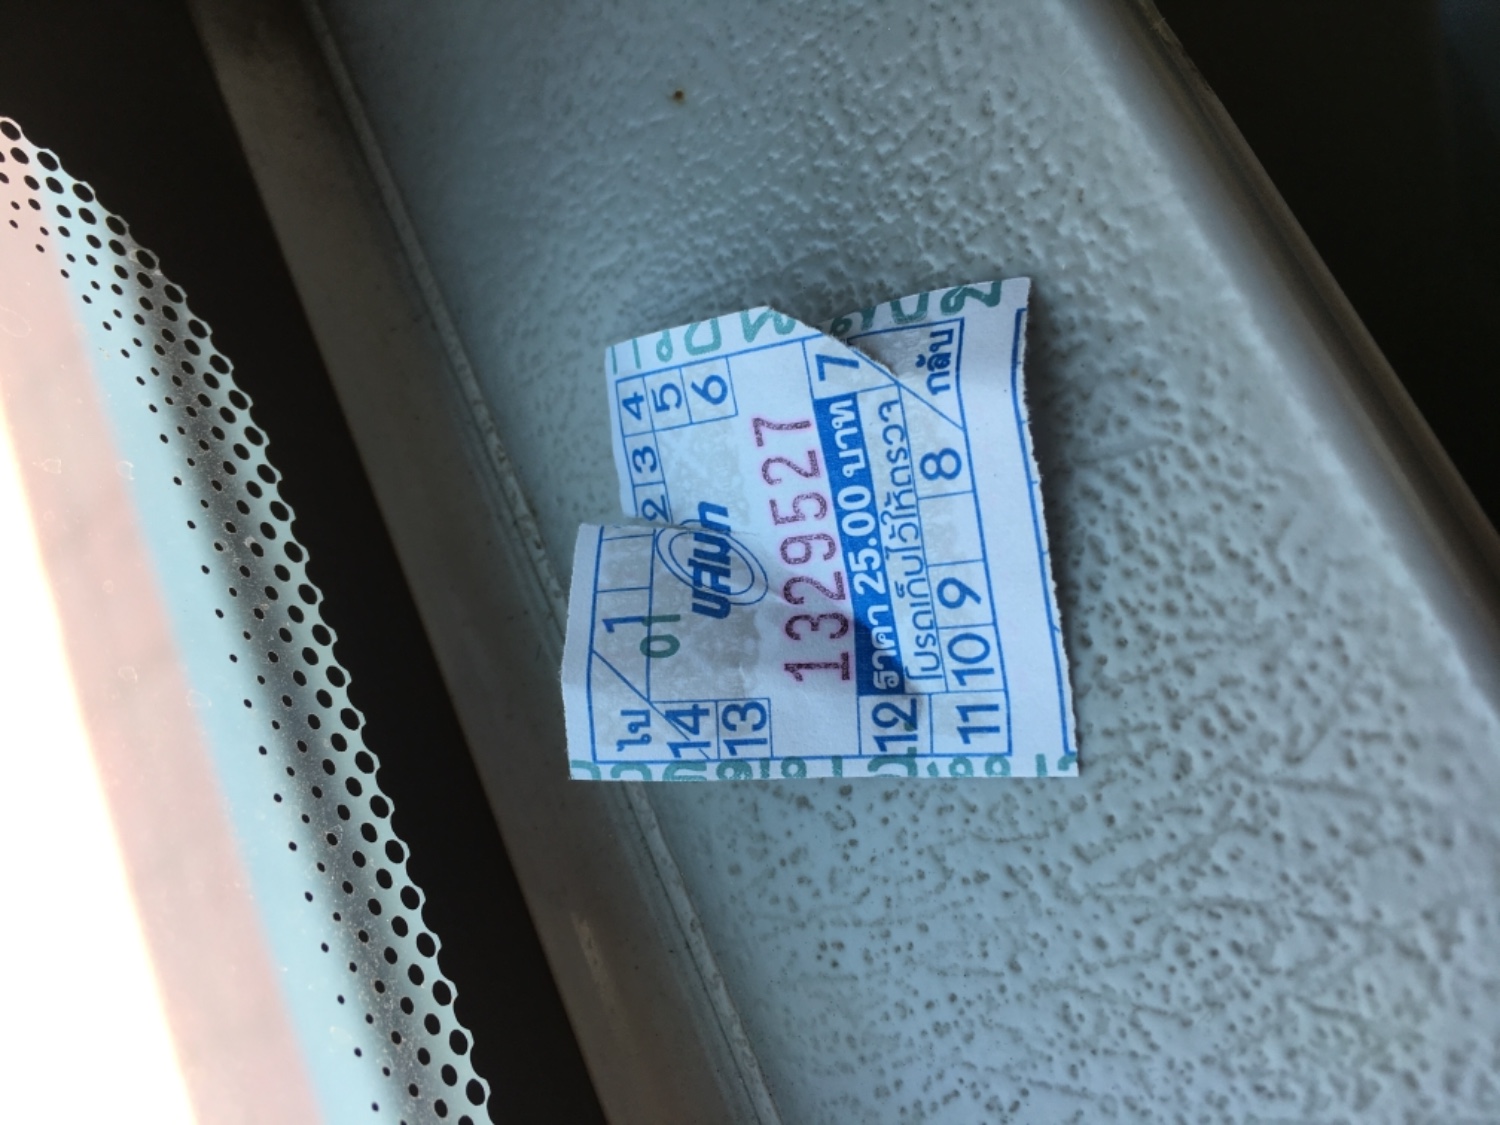 ไป 1 2 3 4
01 5
14 6
13 ขสมก
1329527
12 ราคา 25.00 บาท 7
โปรดเก็บไว้ให้ตรวจ
11 10 9 8 กลับ